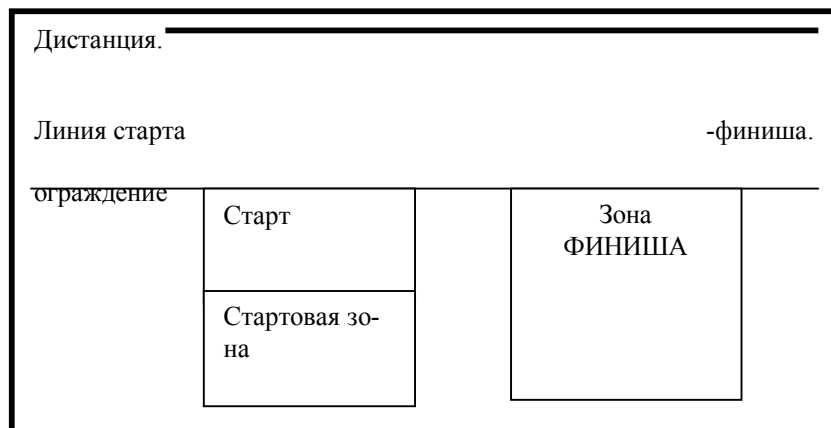 Дистанция.
Линия старта -финиша.
ограждение
Старт
Стартовая зо-
на
Зона
ФИНИША